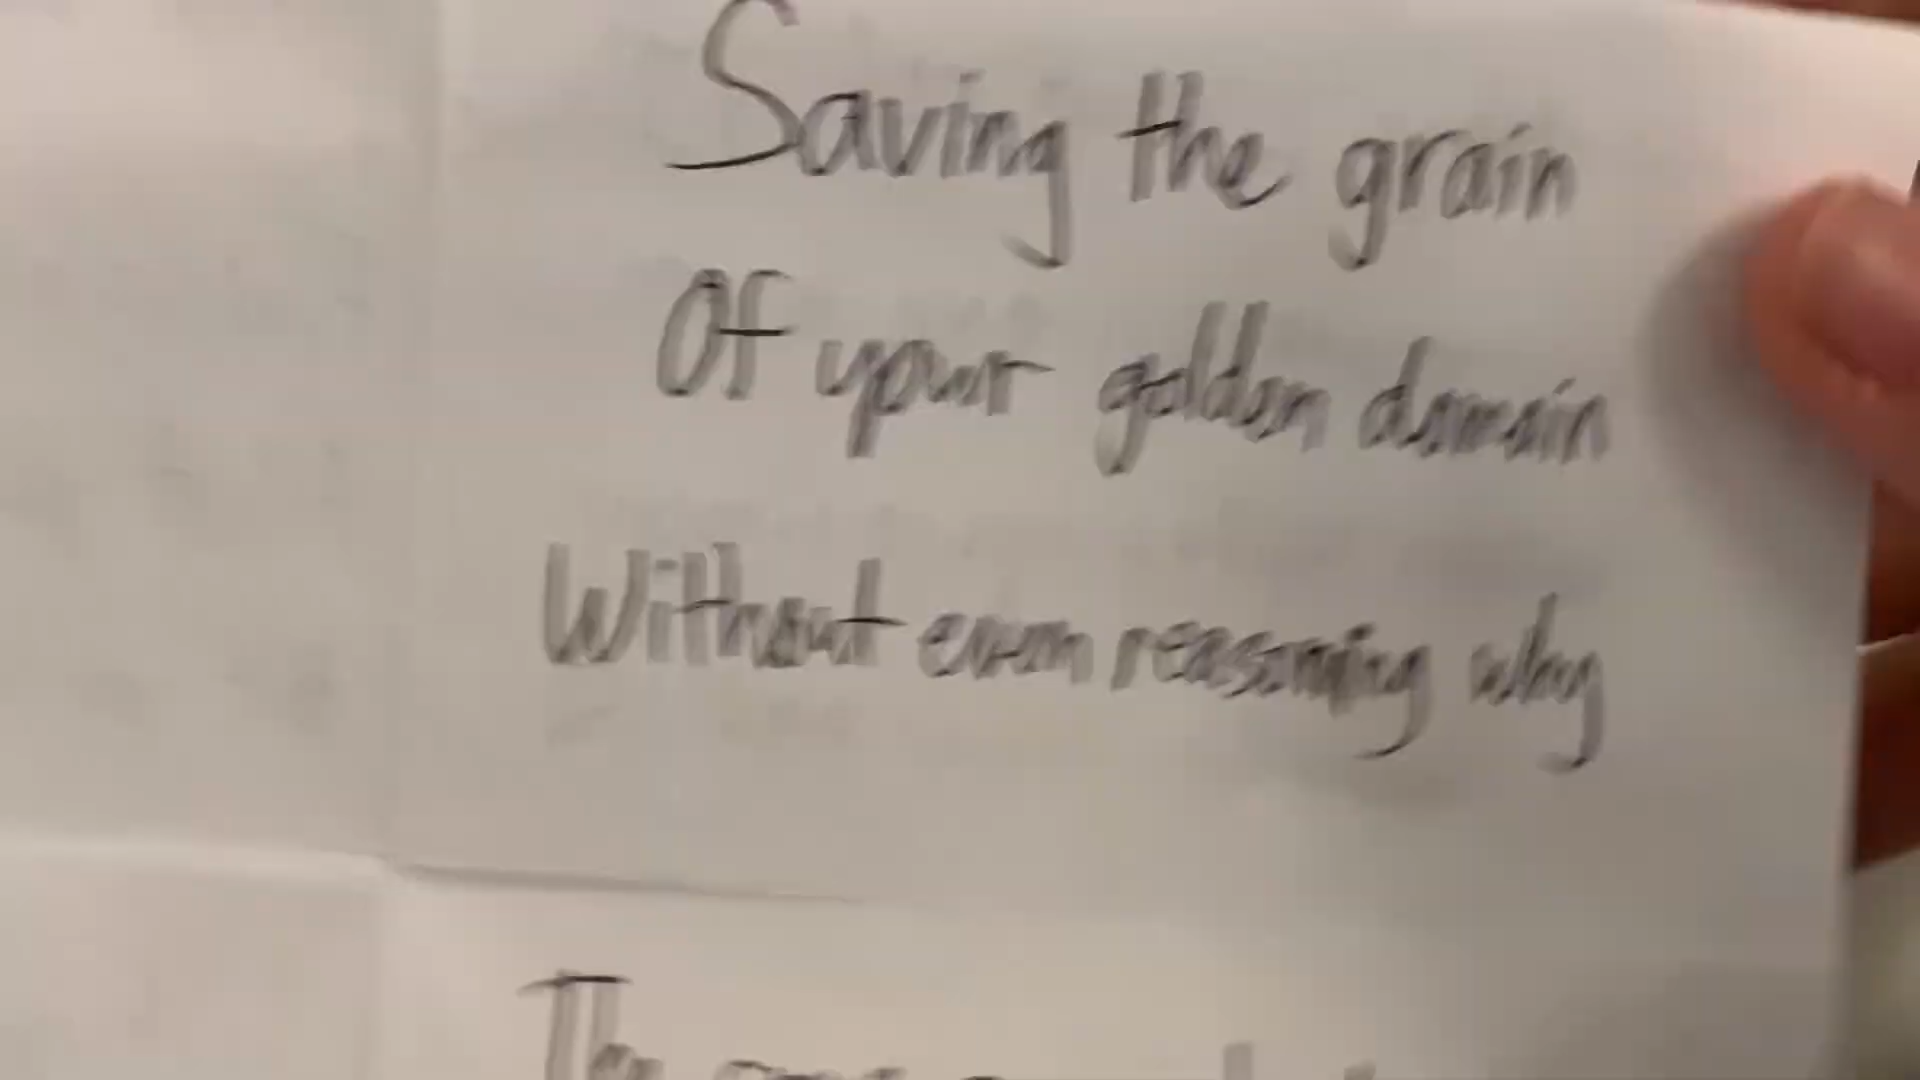 Saving the grain
Of your golden domain
Without even reasoning why